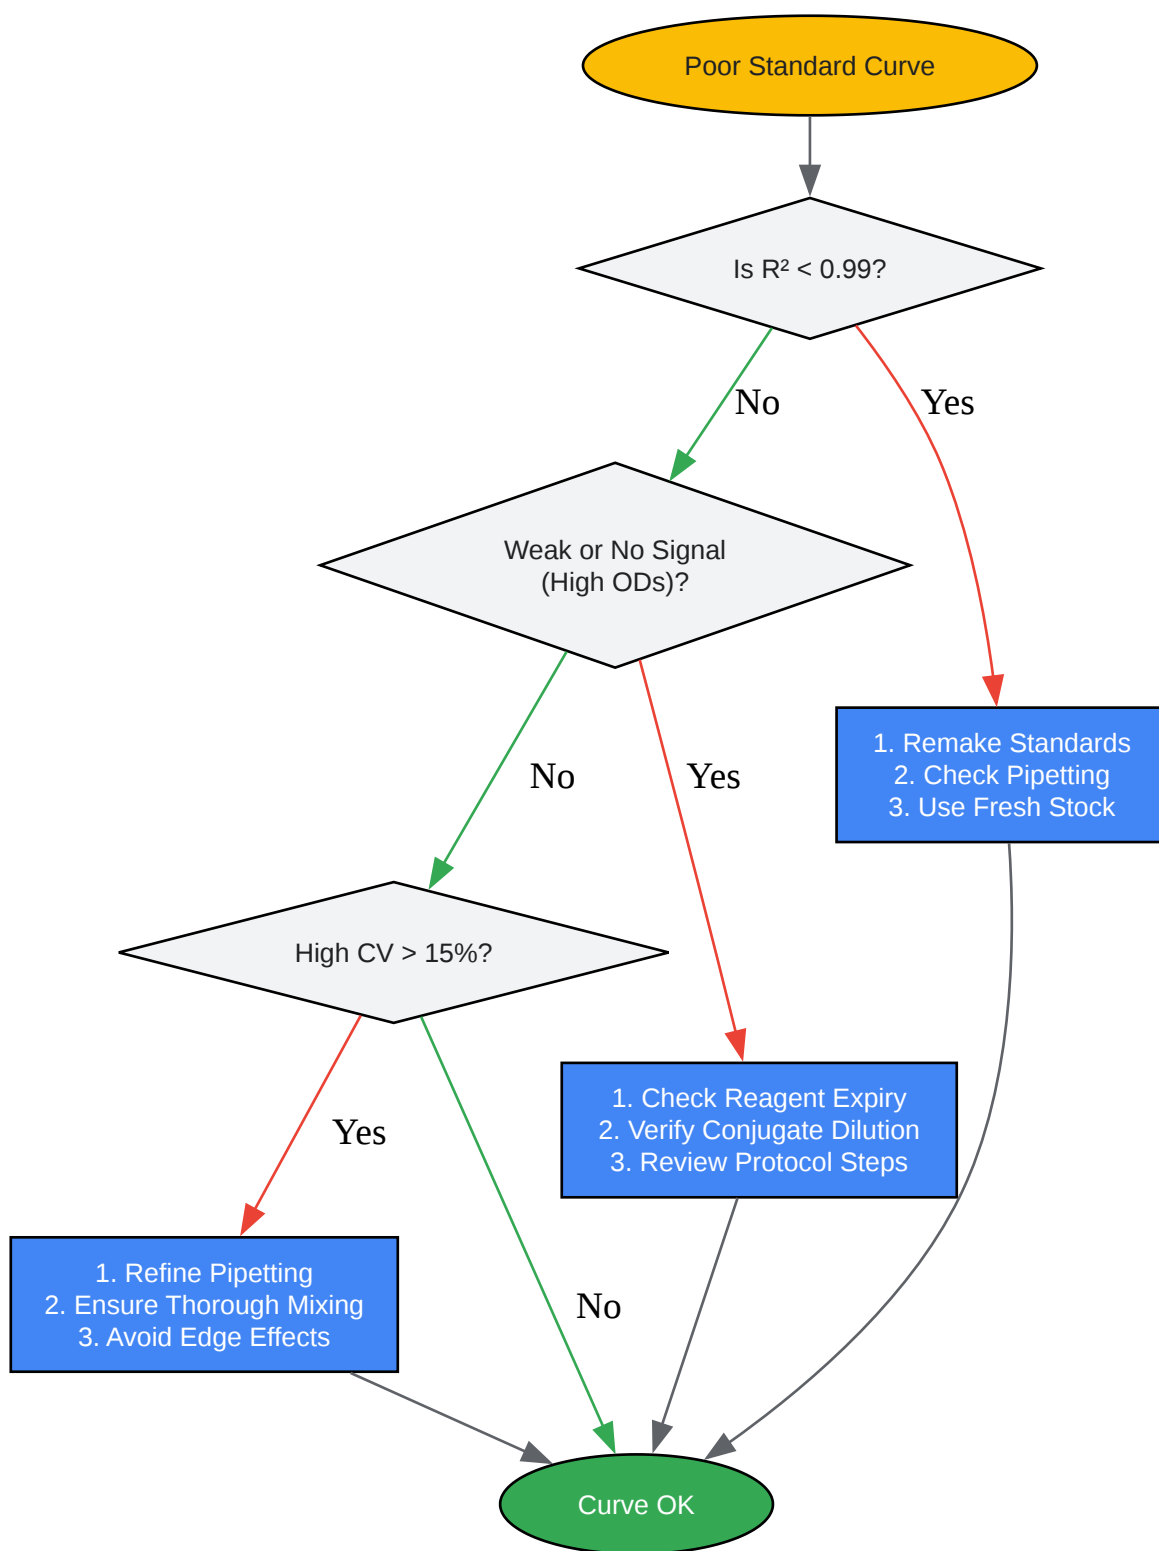 Poor Standard Curve
Is R² < 0.99?
No
Yes
Weak or No Signal
(High ODs)?
No
Yes
1. Remake Standards
2. Check Pipetting
3. Use Fresh Stock
High CV > 15%?
Yes
1. Check Reagent Expiry
2. Verify Conjugate Dilution
3. Review Protocol Steps
1. Refine Pipetting
2. Ensure Thorough Mixing
3. Avoid Edge Effects
No
Curve OK